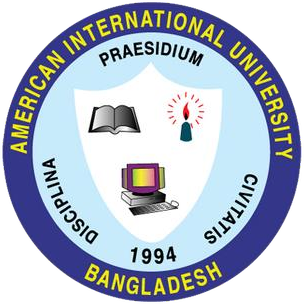 AMERICAN INTERNATIONAL UNIVERSITY
PRAESIDIUM
DISCIPLINA
CIVITATIS
1994
BANGLADESH